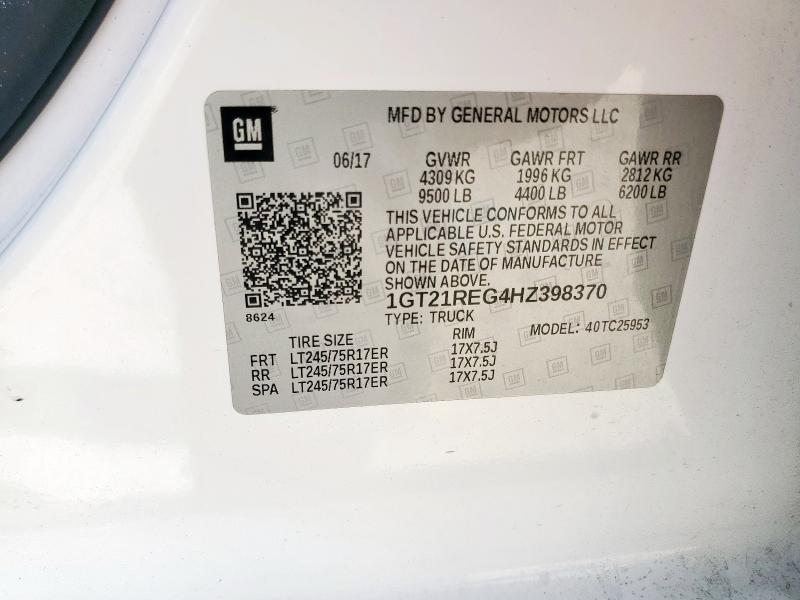 GM
MFD BY GENERAL MOTORS LLC
06/17 GVWR GAWR FRT GAWR RR
4309 KG 1996 KG 2812 KG
9500 LB 4400 LB 6200 LB
THIS VEHICLE CONFORMS TO ALL
APPLICABLE U.S. FEDERAL MOTOR
VEHICLE SAFETY STANDARDS IN EFFECT
ON THE DATE OF MANUFACTURE
SHOWN ABOVE.
1GT21REG4HZ398370
8624
TYPE: TRUCK MODEL: 40TC25953
TIRE SIZE RIM
FRT LT245/75R17ER 17X7.5J
RR LT245/75R17ER 17X7.5J
SPA LT245/75R17ER 17X7.5J